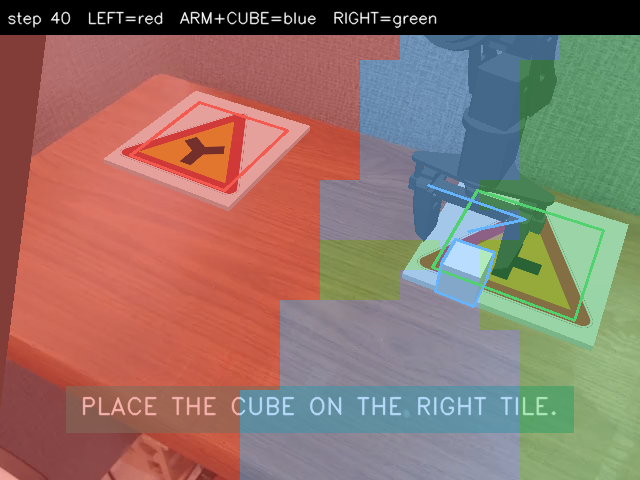 step 40 LEFT=red ARM+CUBE=blue RIGHT=green
PLACE THE CUBE ON THE RIGHT TILE.